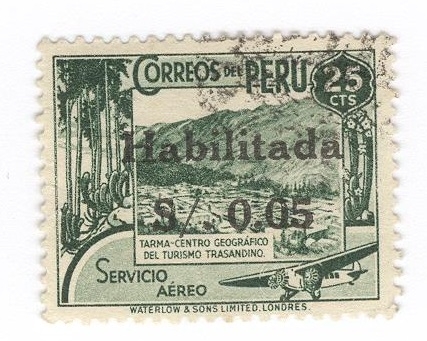 CORREOS DEL PERÚ
25
CTS
Habilitada
S/. 0.05
TARMA-CENTRO GEOGRÁFICO
DEL TURISMO TRASANDINO.
SERVICIO
AÉREO
WATERLOW & SONS LIMITED, LONDRES.